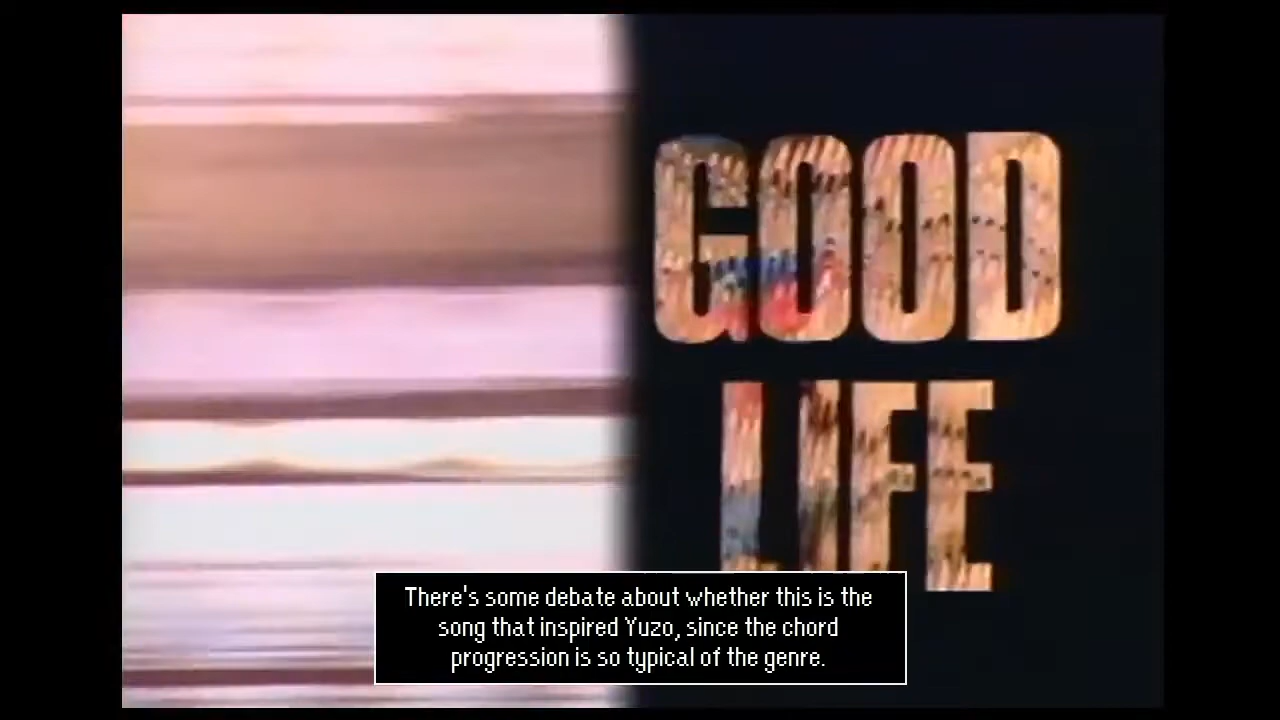 GOOD
LIFE
There's some debate about whether this is the
song that inspired Yuzo, since the chord
progression is so typical of the genre.